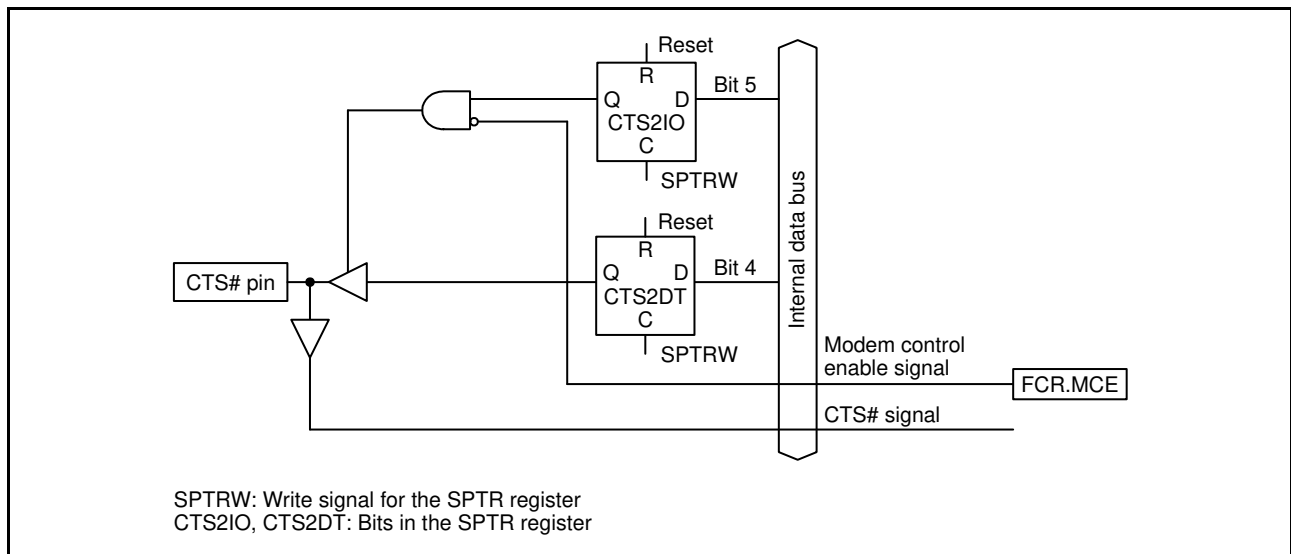 Reset
R
Q D
Bit 5
CTS2IO
C
SPTRW
Reset
R
Q D
Bit 4
CTS2DT
C
SPTRW
CTS# pin
Internal data bus
Modem control
enable signal
FCR.MCE
CTS# signal
SPTRW: Write signal for the SPTR register
CTS2IO, CTS2DT: Bits in the SPTR register